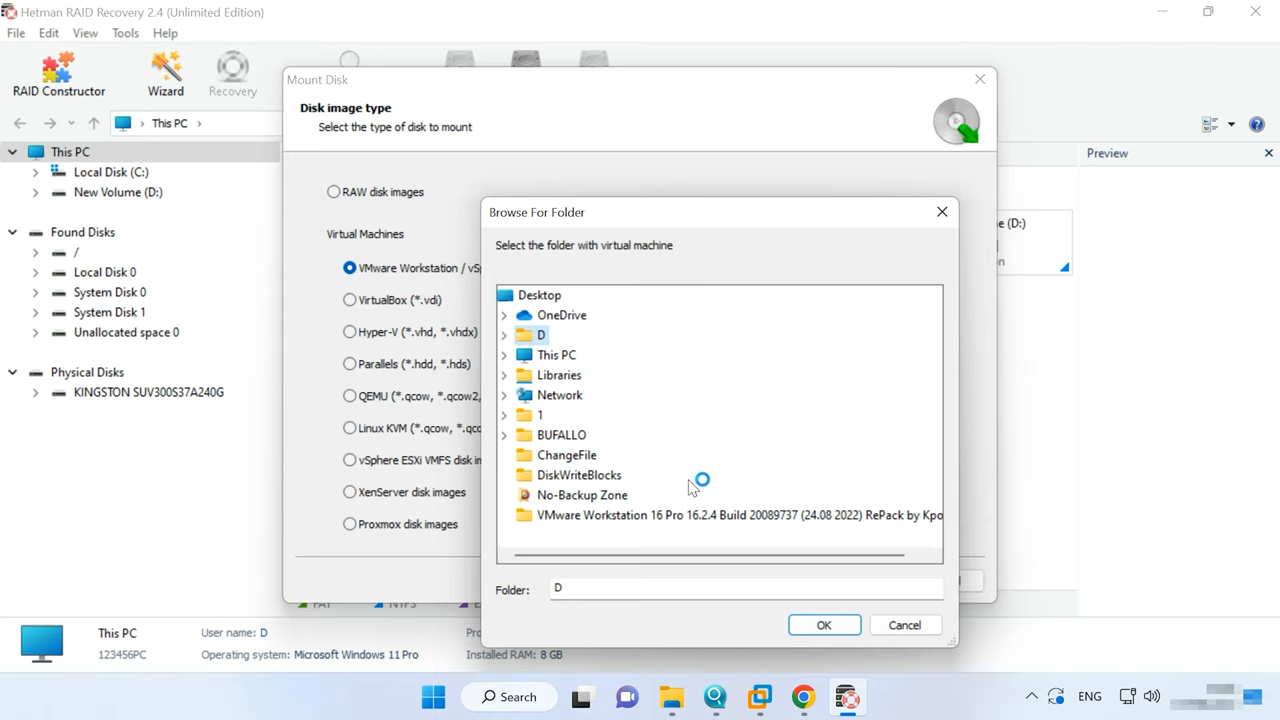 Hetman RAID Recovery 2.4 (Unlimited Edition)
File Edit View Tools Help
RAID Constructor Wizard Recovery
This PC
This PC
Local Disk (C:)
New Volume (D:)
Found Disks
/
Local Disk 0
System Disk 0
System Disk 1
Unallocated space 0
Physical Disks
KINGSTON SUV300S37A240G
Mount Disk
Disk image type
Select the type of disk to mount
RAW disk images
Virtual Machines
VMware Workstation /
VirtualBox (*.vdi)
Hyper-V (*.vhd, *.vhdx)
Parallels (*.hdd, *.hds)
QEMU (*.qcow, *.qcow2,
Linux KVM (*.qcow,
vSphere ESXi VMFS disk
XenServer disk images
Proxmox disk images
Browse For Folder
Select the folder with virtual machine
Desktop
OneDrive
D
This PC
Libraries
Network
1
BUFALLO
ChangeFile
DiskWriteBlocks
No-Backup Zone
VMware Workstation 16 Pro 16.2.4 Build 20089737 (24.08 2022) RePack by
Folder: D
OK Cancel
Preview
(D:)
NTFS
This PC
123456PC
User name: D
Operating system: Microsoft Windows 11 Pro
Installed RAM: 8 GB
Search
ENG